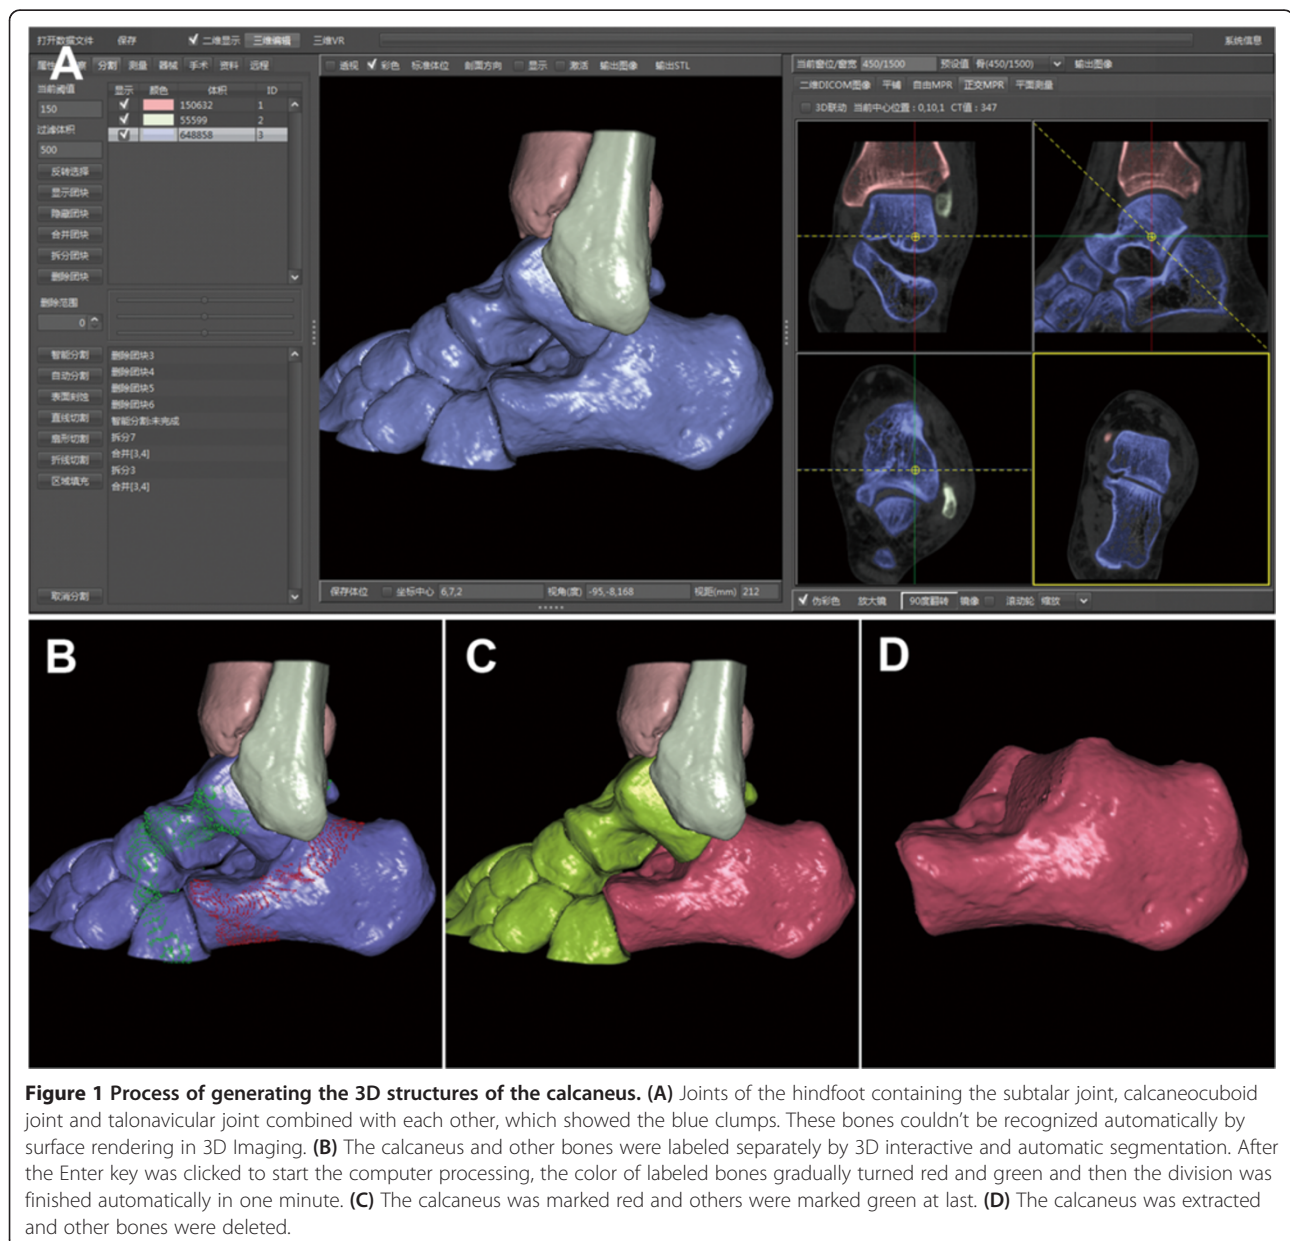 打开数据文件 保存 二维显示 三维编辑 三维VR 系统信息
A
分割 测量 器械 手术 资料 远程
透视 彩色 标准体位 剖面方向 显示 激活 输出图像 输出STL
当前窗位/窗宽 450/1500 预设值 骨(450/1500) 输出图像
二维DICOM图像 平铺 自由MPR 正交MPR 平面测量
3D联动 当前中心位置：0,10,1 CT值：347
当前阈值
150
过滤体积
500
显示 颜色 体积 ID
150632 1
55599 2
648858 3
反转选择
显示团块
隐藏团块
合并团块
拆分团块
删除团块
删除范围
0
智能分割
自动分割
表面刻蚀
直线切割
扇形切割
折线切割
区域填充
取消分割
删除团块3
删除团块4
删除团块5
删除团块6
智能分割:未完成
拆分7
合并[3,4]
拆分3
合并[3,4]
保存体位 坐标中心 6,7,2 视角(度) -95,-8,168 视距(mm) 212
伪彩色 放大镜 90度翻转 镜像 滚动轮 缩放
B
C
D
Figure 1 Process of generating the 3D structures of the calcaneus. (A) Joints of the hindfoot containing the subtalar joint, calcaneocuboid
joint and talonavicular joint combined with each other, which showed the blue clumps. These bones couldn't be recognized automatically by
surface rendering in 3D Imaging. (B) The calcaneus and other bones were labeled separately by 3D interactive and automatic segmentation. After
the Enter key was clicked to start the computer processing, the color of labeled bones gradually turned red and green and then the division was
finished automatically in one minute. (C) The calcaneus was marked red and others were marked green at last. (D) The calcaneus was extracted
and other bones were deleted.